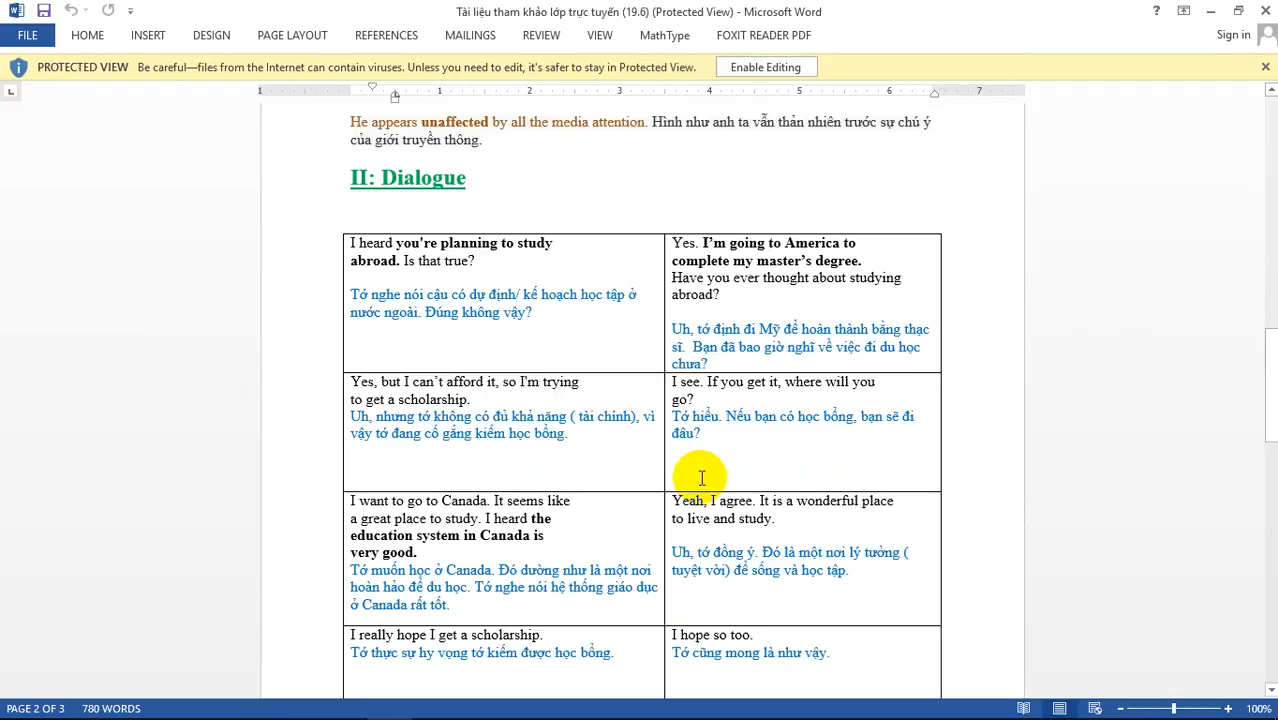 Tài liệu tham khảo lớp trực tuyến (19.6) (Protected View) - Microsoft Word
FILE HOME INSERT DESIGN PAGE LAYOUT REFERENCES MAILINGS REVIEW VIEW MathType FOXIT READER PDF Sign in
PROTECTED VIEW Be careful—files from the Internet can contain viruses. Unless you need to edit, it's safer to stay in Protected View. Enable Editing
1 1 2 3 4 5 6 7
He appears unaffected by all the media attention. Hình như anh ta vẫn thản nhiên trước sự chú ý
của giới truyền thông.
II: Dialogue
I heard you're planning to study
abroad. Is that true?
Tớ nghe nói cậu có dự định/ kế hoạch học tập ở
nước ngoài. Đúng không vậy?
Yes. I'm going to America to
complete my master's degree.
Have you ever thought about studying
abroad?
Uh, tớ định đi Mỹ để hoàn thành bằng thạc
sĩ. Bạn đã bao giờ nghĩ về việc đi du học
chưa?
Yes, but I can't afford it, so I'm trying
to get a scholarship.
Uh, nhưng tớ không có đủ khả năng ( tài chính), vì
vậy tớ đang cố gắng kiếm học bổng.
I see. If you get it, where will you
go?
Tớ hiểu. Nếu bạn có học bổng, bạn sẽ đi
đâu?
I want to go to Canada. It seems like
a great place to study. I heard the
education system in Canada is
very good.
Tớ muốn học ở Canada. Đó dường như là một nơi
hoàn hảo để du học. Tớ nghe nói hệ thống giáo dục
ở Canada rất tốt.
Yeah, I agree. It is a wonderful place
to live and study.
Uh, tớ đồng ý. Đó là một nơi lý tưởng (
tuyệt vời) để sống và học tập.
I really hope I get a scholarship.
Tớ thực sự hy vọng tớ kiếm được học bổng.
I hope so too.
Tớ cũng mong là như vậy.
PAGE 2 OF 3 780 WORDS 100%